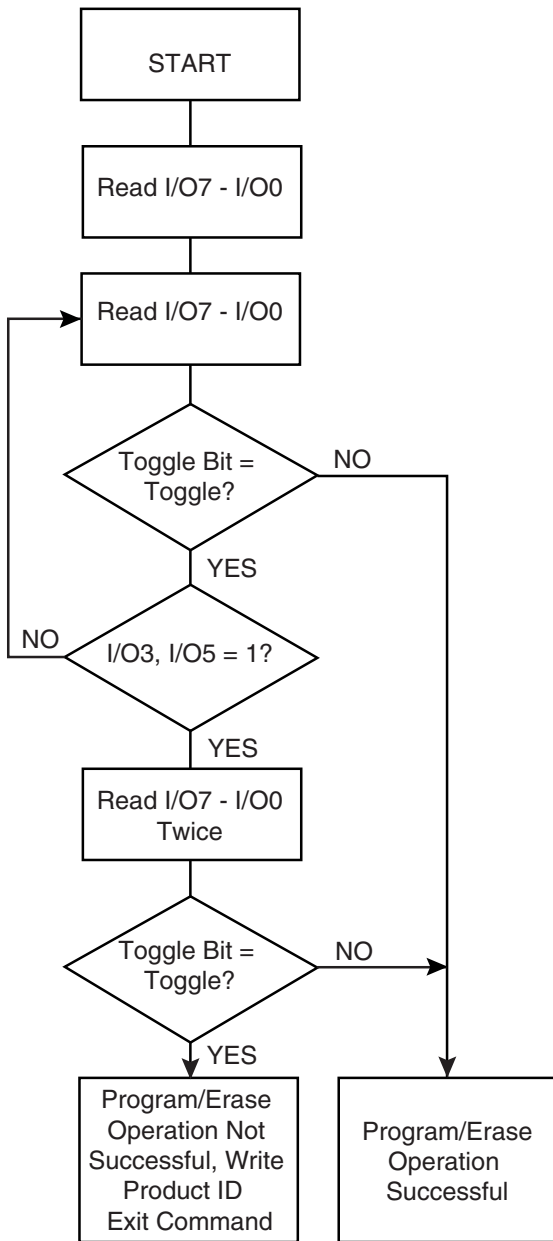 START
Read I/O7 - I/O0
Read I/O7 - I/O0
Toggle Bit =
Toggle?
NO
YES
NO
I/O3, I/O5 = 1?
YES
Read I/O7 - I/O0
Twice
Toggle Bit =
Toggle?
NO
YES
Program/Erase
Operation Not
Successful, Write
Product ID
Exit Command
Program/Erase
Operation
Successful